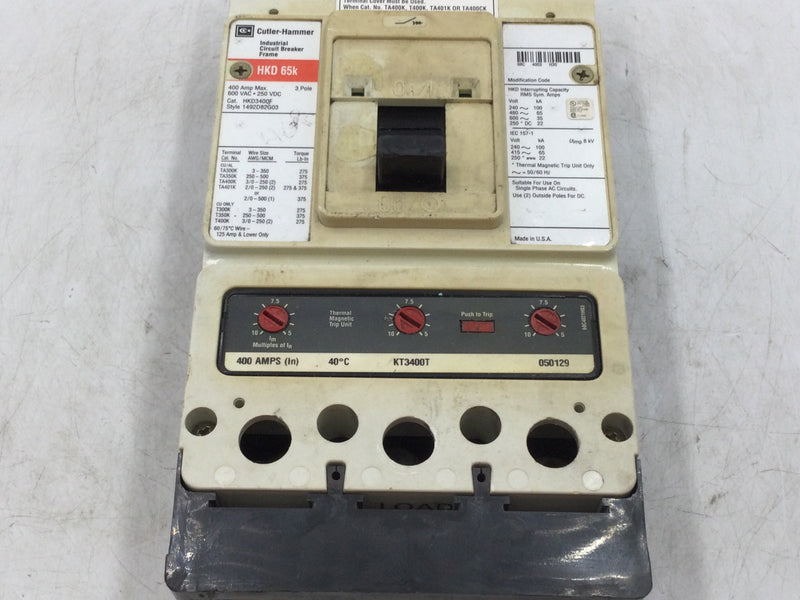 Terminal Cover Must Be Used.
When Cat. No. TA400K, T400K, TA401K OR TA400CK
Cutler-Hammer
Industrial
Circuit Breaker
Frame
HKD 65k
400 Amp Max. 3 Pole
600 VAC • 250 VDC
Cat. HKD3400F
Style 1492D82G03
Terminal Wire Size Torque
Cat. No. AWG/MCM Lb-In
CU/AL
TA300K 3-350 275
TA350K 250-500 375
TA400K 3/0-250 (2) 275
TA401K 2/0-250 (2) 275 & 375
or
2/0-500 (1) 375
CU ONLY
T300K 3-350 275
T350K 250-500 375
T400K 3/0-250 (2) 275
60/75°C Wire –
125 Amp & Lower Only
ON / I
OFF / O
Modification Code
HKD Interrupting Capacity
RMS Sym. Amps
Volt kA
240 ~ 100
480 ~ 65
600 ~ 35
250 ⎓ DC 22
IEC 157-1
Volt kA Uimp 8 kV
240 ~ 100
415 ~ 65
250 ⎓ 22
* Thermal Magnetic Trip Unit Only
~ = 50/60 Hz
Suitable For Use On
Single Phase AC Circuits.
Use (2) Outside Poles For DC.
Made in U.S.A.
7.5
10 5
Im
Multiples of In
Thermal
Magnetic
Trip Unit
7.5
10 5
Push to Trip
7.5
10 5
400 AMPS (In) 40°C KT3400T 050129
LOAD